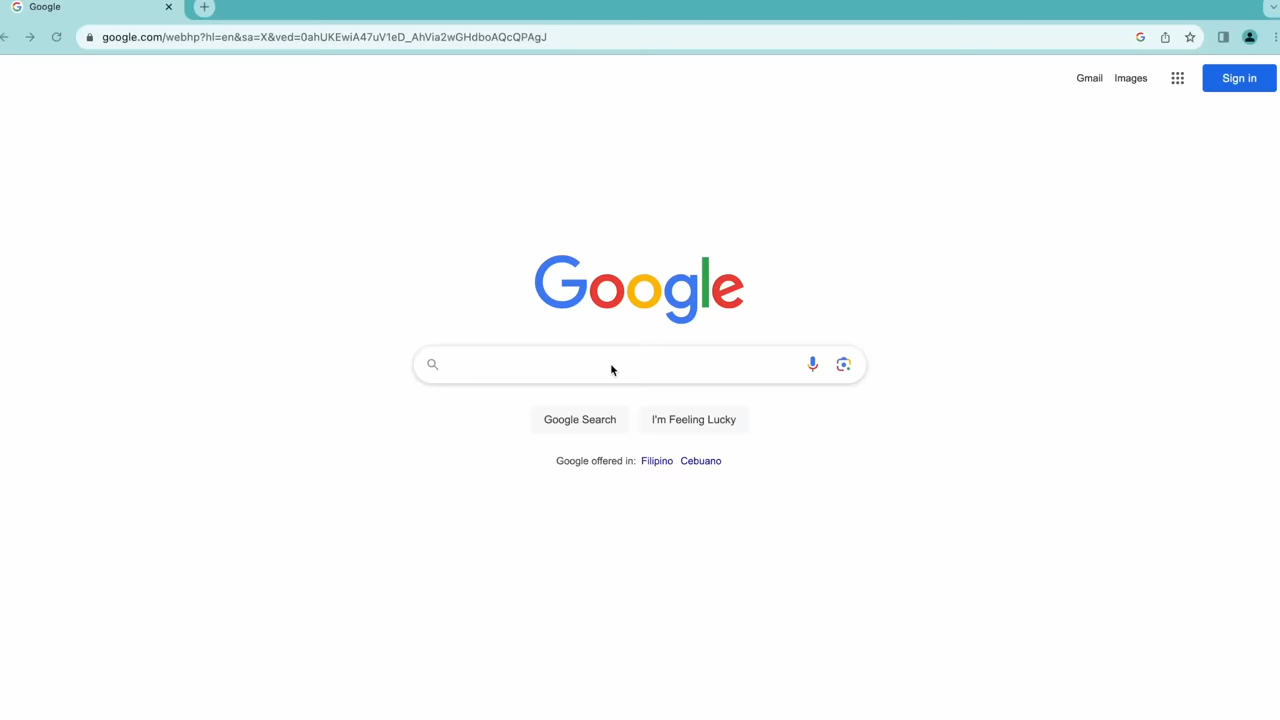 Google
google.com/webhp?hl=en&sa=X&ved=0ahUKEwiA47uV1eD_AhVia2wGHdboAQcQPAgJ
Gmail Images Sign in
Google
Google Search I'm Feeling Lucky
Google offered in: Filipino Cebuano